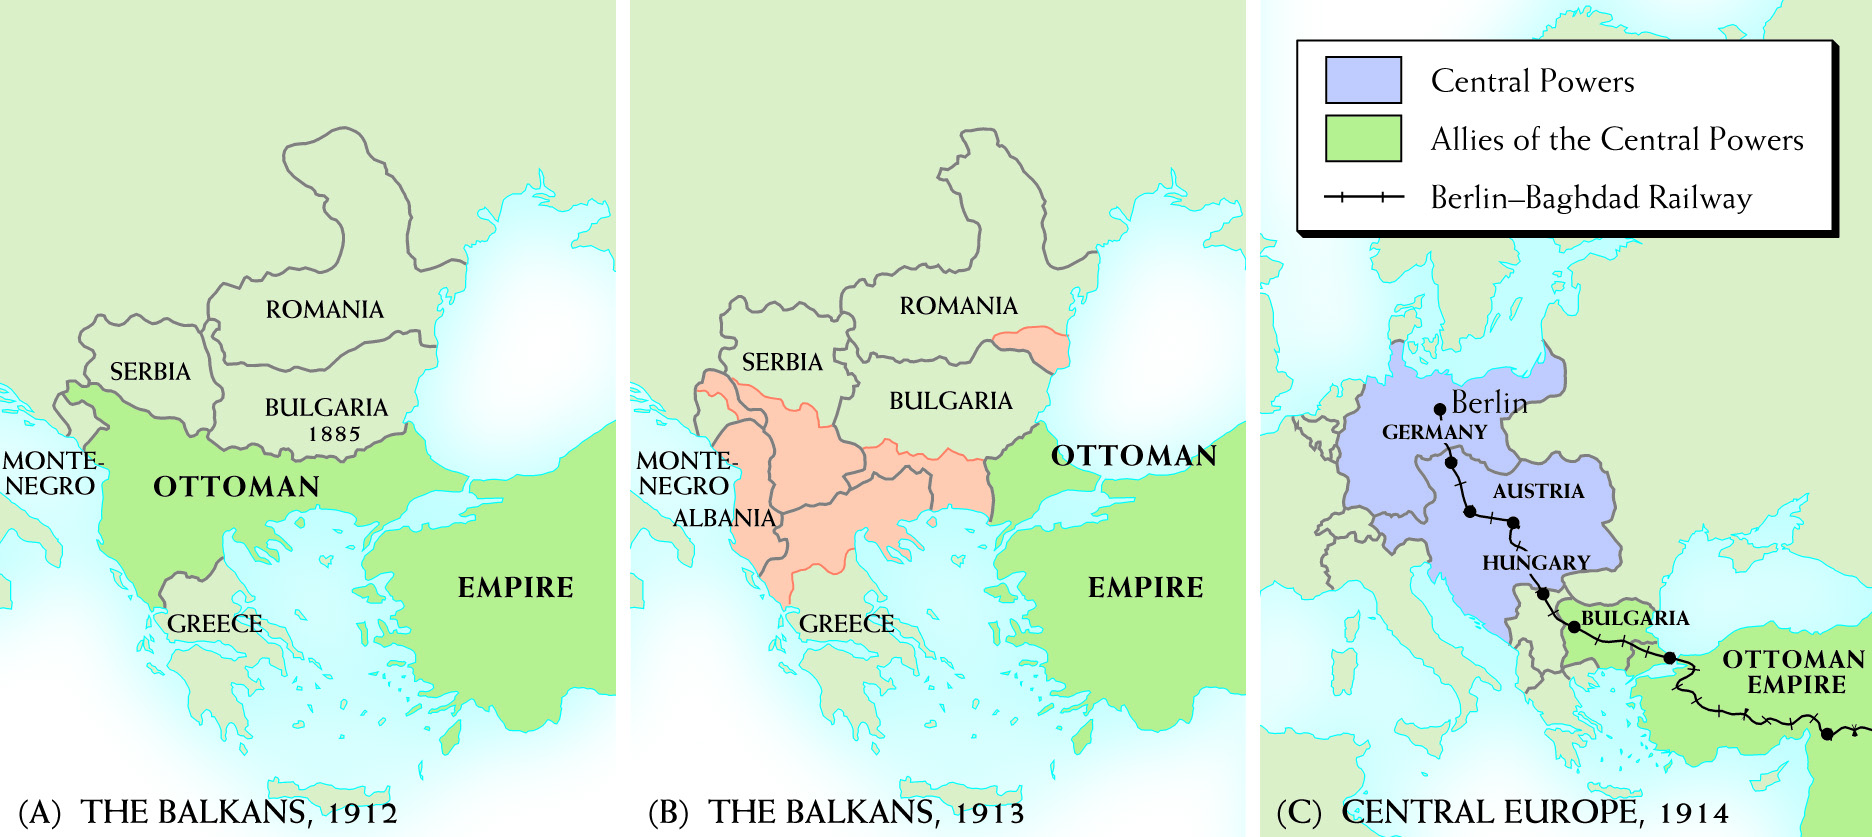 ROMANIA
SERBIA
BULGARIA
1885
MONTE-
NEGRO
OTTOMAN
EMPIRE
GREECE
(A) THE BALKANS, 1912
ROMANIA
SERBIA
BULGARIA
MONTE-
NEGRO
OTTOMAN
ALBANIA
EMPIRE
GREECE
(B) THE BALKANS, 1913
Central Powers
Allies of the Central Powers
Berlin–Baghdad Railway
Berlin
GERMANY
AUSTRIA
HUNGARY
BULGARIA
OTTOMAN
EMPIRE
(C) CENTRAL EUROPE, 1914